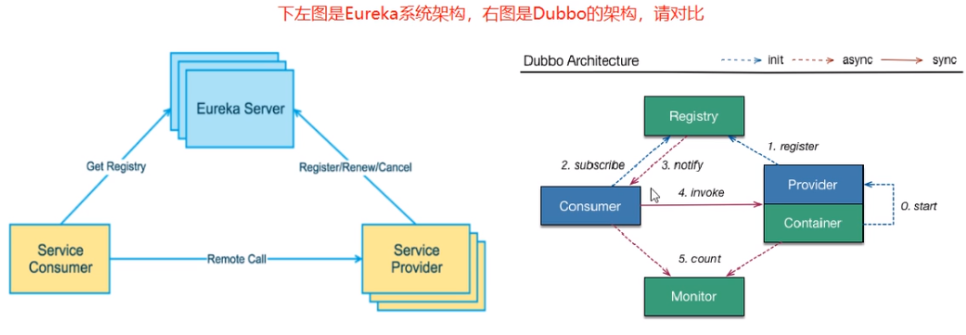 下左图是Eureka系统架构，右图是Dubbo的架构，请对比
Eureka Server
Get Registry
Register/Renew/Cancel
Service
Consumer
Remote Call
Service
Provider
Dubbo Architecture
init
async
sync
Registry
1. register
2. subscribe
3. notify
Provider
4. invoke
Consumer
0. start
Container
5. count
Monitor